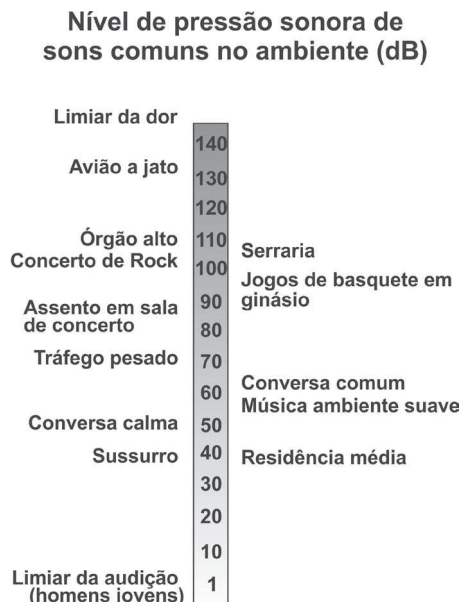 Nível de pressão sonora de
sons comuns no ambiente (dB)
Limiar da dor
140
Avião a jato
130
120
Órgão alto
110
Serraria
Concerto de Rock
100
Jogos de basquete em
ginásio
90
Assento em sala
de concerto
80
Tráfego pesado
70
Conversa comum
60
Música ambiente suave
Conversa calma
50
Sussurro
40
Residência média
30
20
10
Limiar da audição
1
(homens jovens)